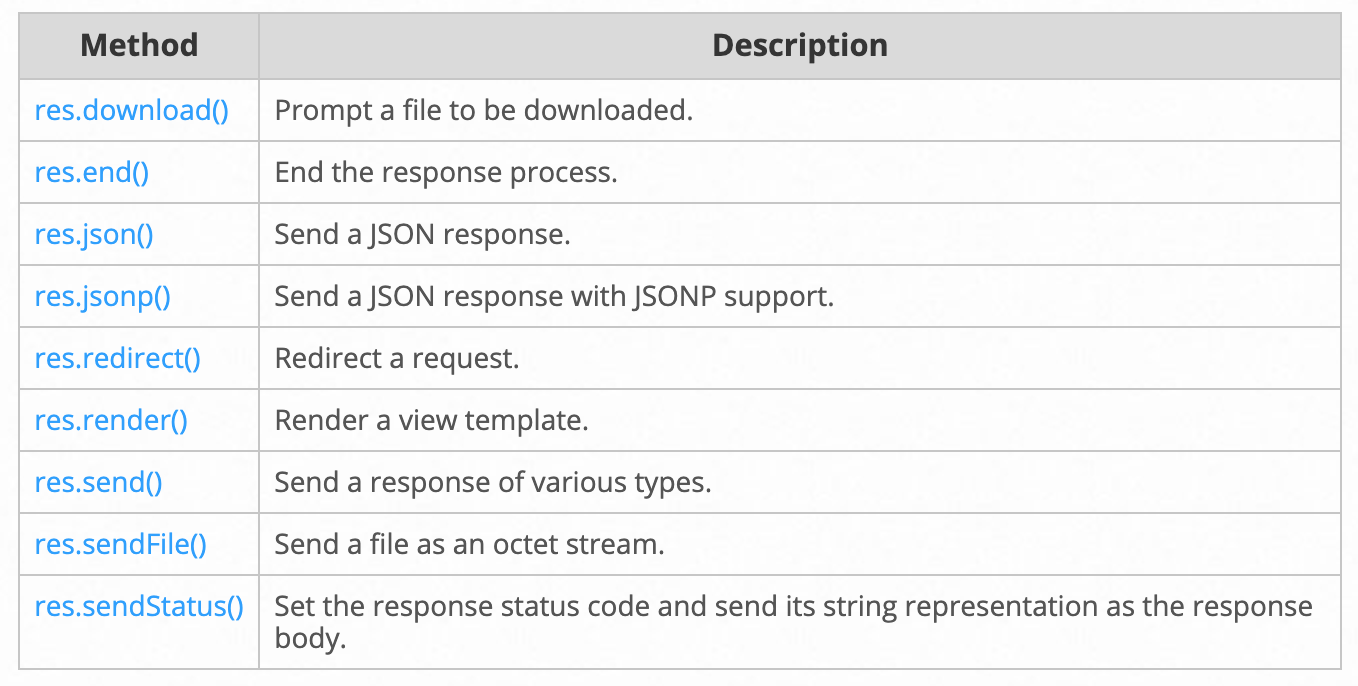 Method Description
res.download() Prompt a file to be downloaded.
res.end() End the response process.
res.json() Send a JSON response.
res.jsonp() Send a JSON response with JSONP support.
res.redirect() Redirect a request.
res.render() Render a view template.
res.send() Send a response of various types.
res.sendFile() Send a file as an octet stream.
res.sendStatus() Set the response status code and send its string representation as the response
body.